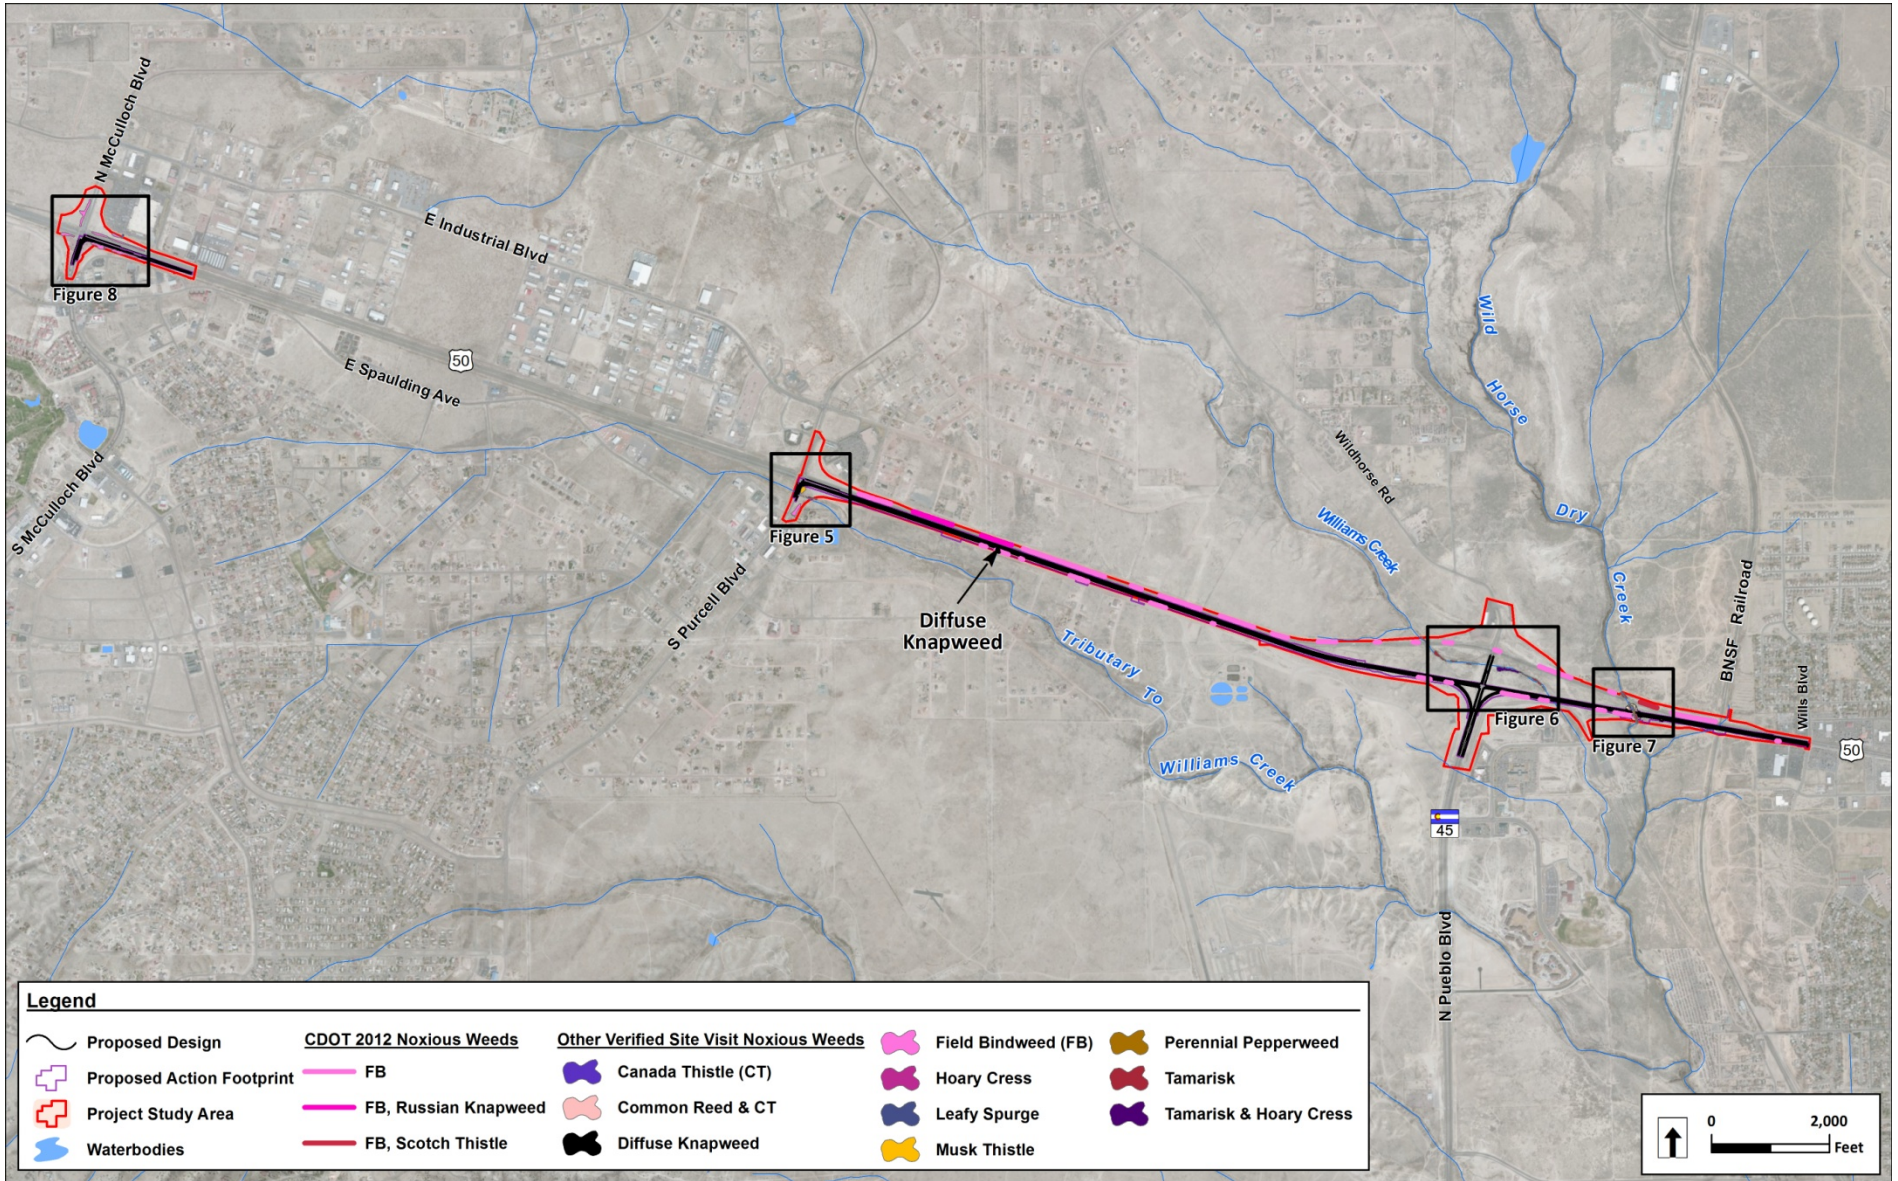 N McCulloch Blvd
Figure 8
E Industrial Blvd
50
E Spaulding Ave
S McCulloch Blvd
Figure 5
S Purcell Blvd
Diffuse
Knapweed
Tributary To
Williams Creek
Williams Creek
Wildhorse Rd
Wild
Horse
Dry
Creek
BNSF Railroad
Wills Blvd
Figure 6
Figure 7
50
45
N Pueblo Blvd
Legend
Proposed Design
Proposed Action Footprint
Project Study Area
Waterbodies
CDOT 2012 Noxious Weeds
FB
FB, Russian Knapweed
FB, Scotch Thistle
Other Verified Site Visit Noxious Weeds
Canada Thistle (CT)
Common Reed & CT
Diffuse Knapweed
Field Bindweed (FB)
Hoary Cress
Leafy Spurge
Musk Thistle
Perennial Pepperweed
Tamarisk
Tamarisk & Hoary Cress
0 2,000
Feet